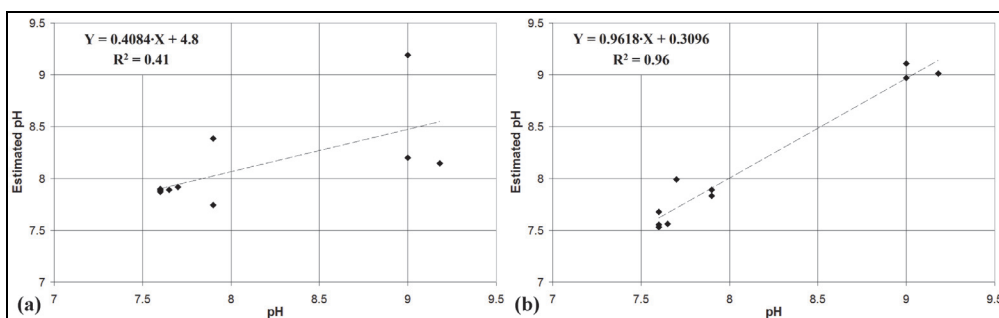 Y = 0.4084·X + 4.8
R² = 0.41
Estimated pH
9.5
9
8.5
8
7.5
7
7
7.5
8
8.5
9
9.5
pH
(a)
Y = 0.9618·X + 0.3096
R² = 0.96
Estimated pH
9.5
9
8.5
8
7.5
7
7
7.5
8
8.5
9
9.5
pH
(b)